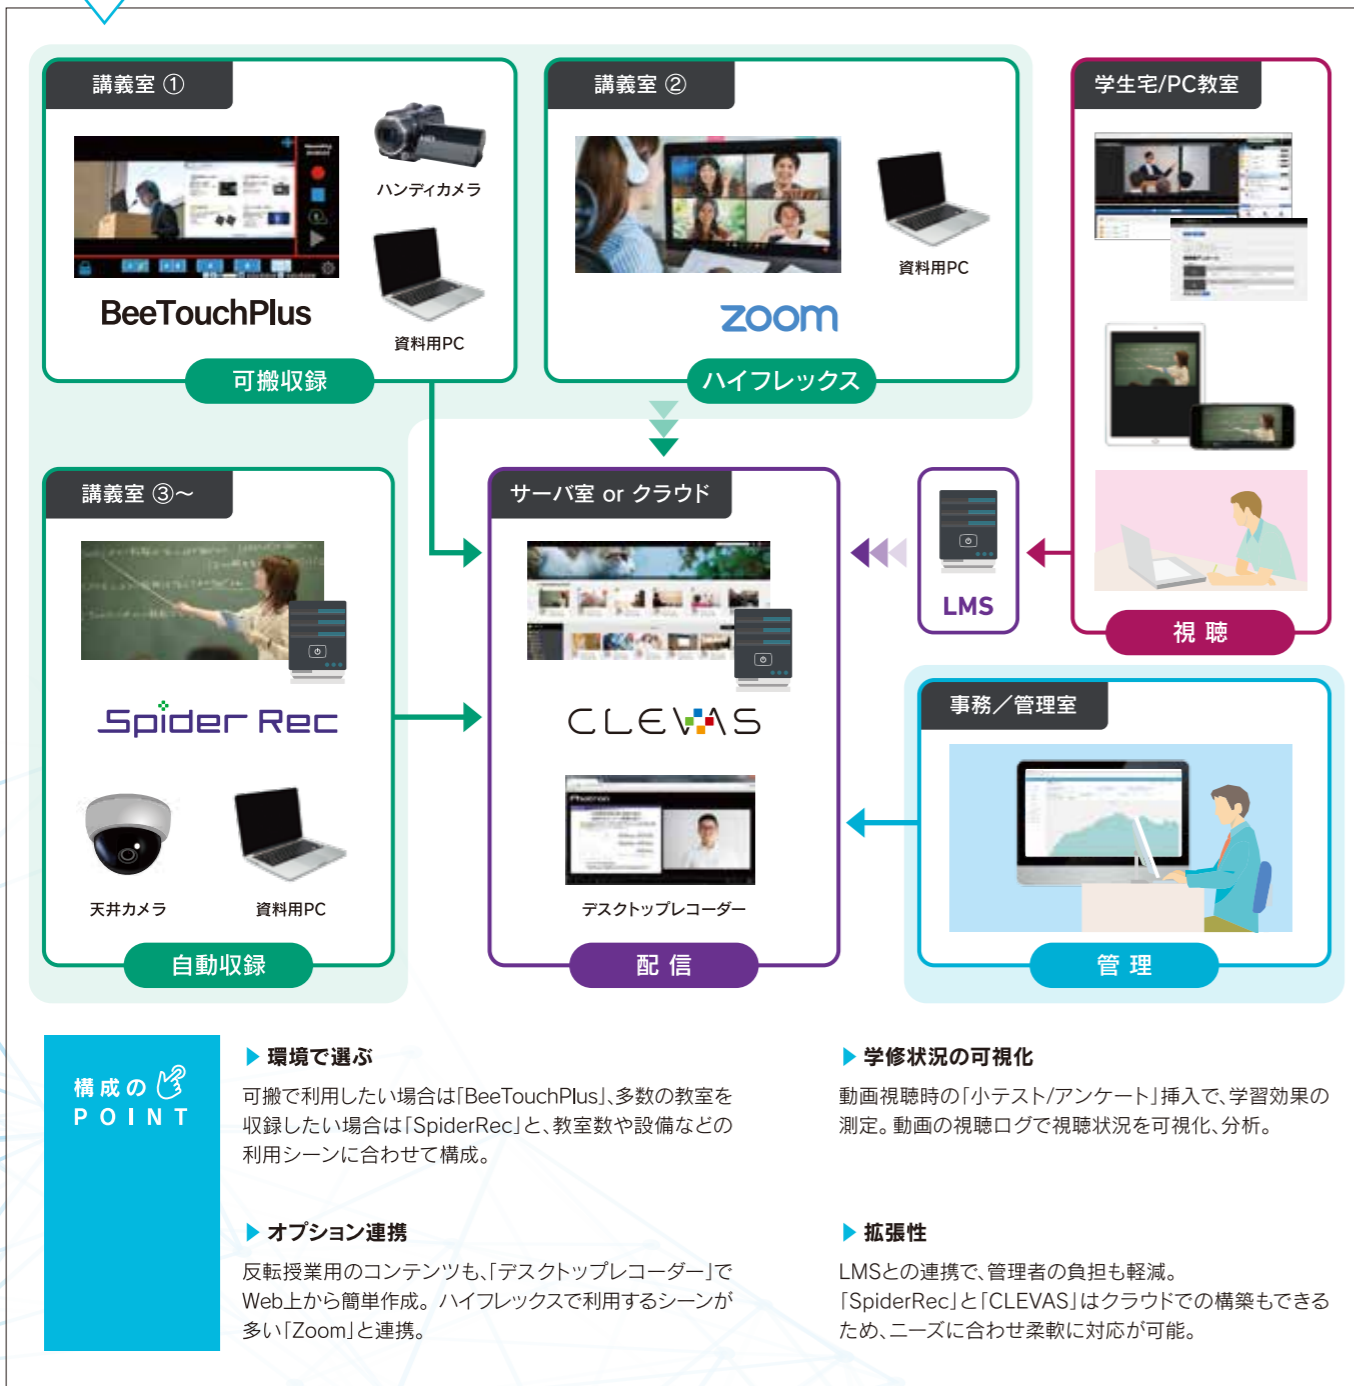 講義室 ①
ハンディカメラ
資料用PC
BeeTouchPlus
可搬収録
講義室 ②
資料用PC
zoom
ハイフレックス
学生宅/PC教室
視 聴
講義室 ③～
Spider Rec
天井カメラ
資料用PC
自動収録
サーバ室 or クラウド
CLEVAS
デスクトップレコーダー
配 信
LMS
事務／管理室
管 理
構成の
POINT
▶ 環境で選ぶ
可搬で利用したい場合は「BeeTouchPlus」、多数の教室を
収録したい場合は「SpiderRec」と、教室数や設備などの
利用シーンに合わせて構成。
▶ オプション連携
反転授業用のコンテンツも、「デスクトップレコーダー」で
Web上から簡単作成。ハイフレックスで利用するシーンが
多い「Zoom」と連携。
▶ 学修状況の可視化
動画視聴時の「小テスト/アンケート」挿入で、学習効果の
測定。動画の視聴ログで視聴状況を可視化、分析。
▶ 拡張性
LMSとの連携で、管理者の負担も軽減。
「SpiderRec」と「CLEVAS」はクラウドでの構築もできる
ため、ニーズに合わせ柔軟に対応が可能。